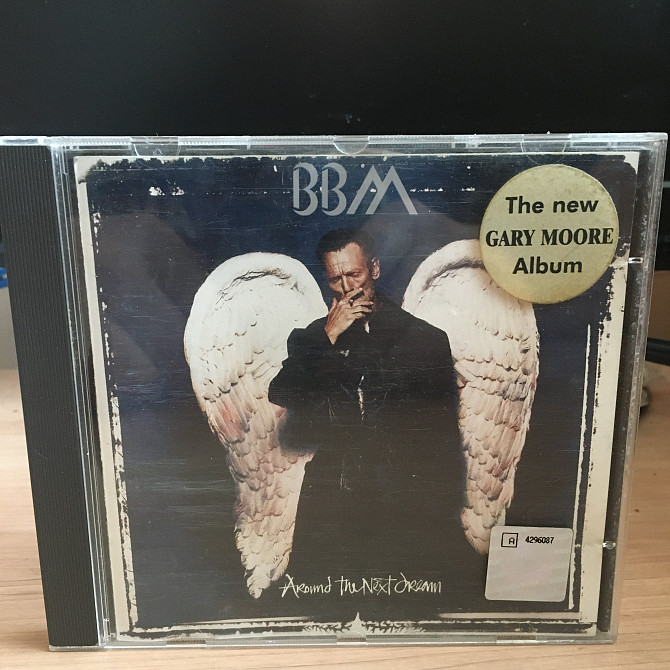 BBM
The new
GARY MOORE
Album
A 4296087
Around the Next Dream